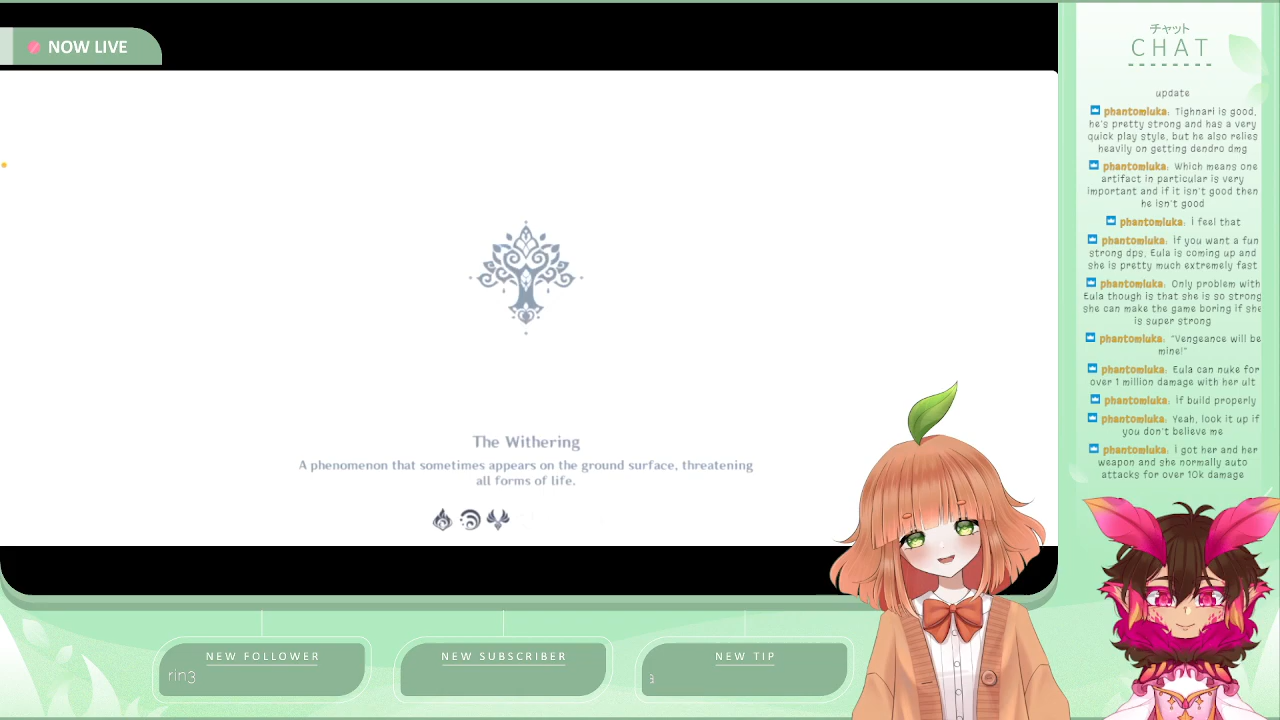 NOW LIVE
The Withering
A phenomenon that sometimes appears on the ground surface, threatening
all forms of life.
チャット
CHAT
update
phantomluka: Tighnari is good,
he's pretty strong and has a very
quick play style, but he also relies
heavily on getting dendro dmg
phantomluka: Which means one
artifact in particular is very
important and if it isn't good then
he isn't good
phantomluka: I feel that
phantomluka: If you want a fun
strong dps, Eula is coming up and
she is pretty much extremely fast
phantomluka: Only problem with
Eula though is that she is so strong
she can make the game boring if she
is super strong
phantomluka: "Vengeance will be
mine!"
phantomluka: Eula can nuke for
over 1 million damage with her ult
phantomluka: If build properly
phantomluka: Yeah, look it up if
you don't believe me
phantomluka: I got her and her
weapon and she normally auto
attacks for over 10k damage
NEW FOLLOWER
rin3
NEW SUBSCRIBER
NEW TIP
a